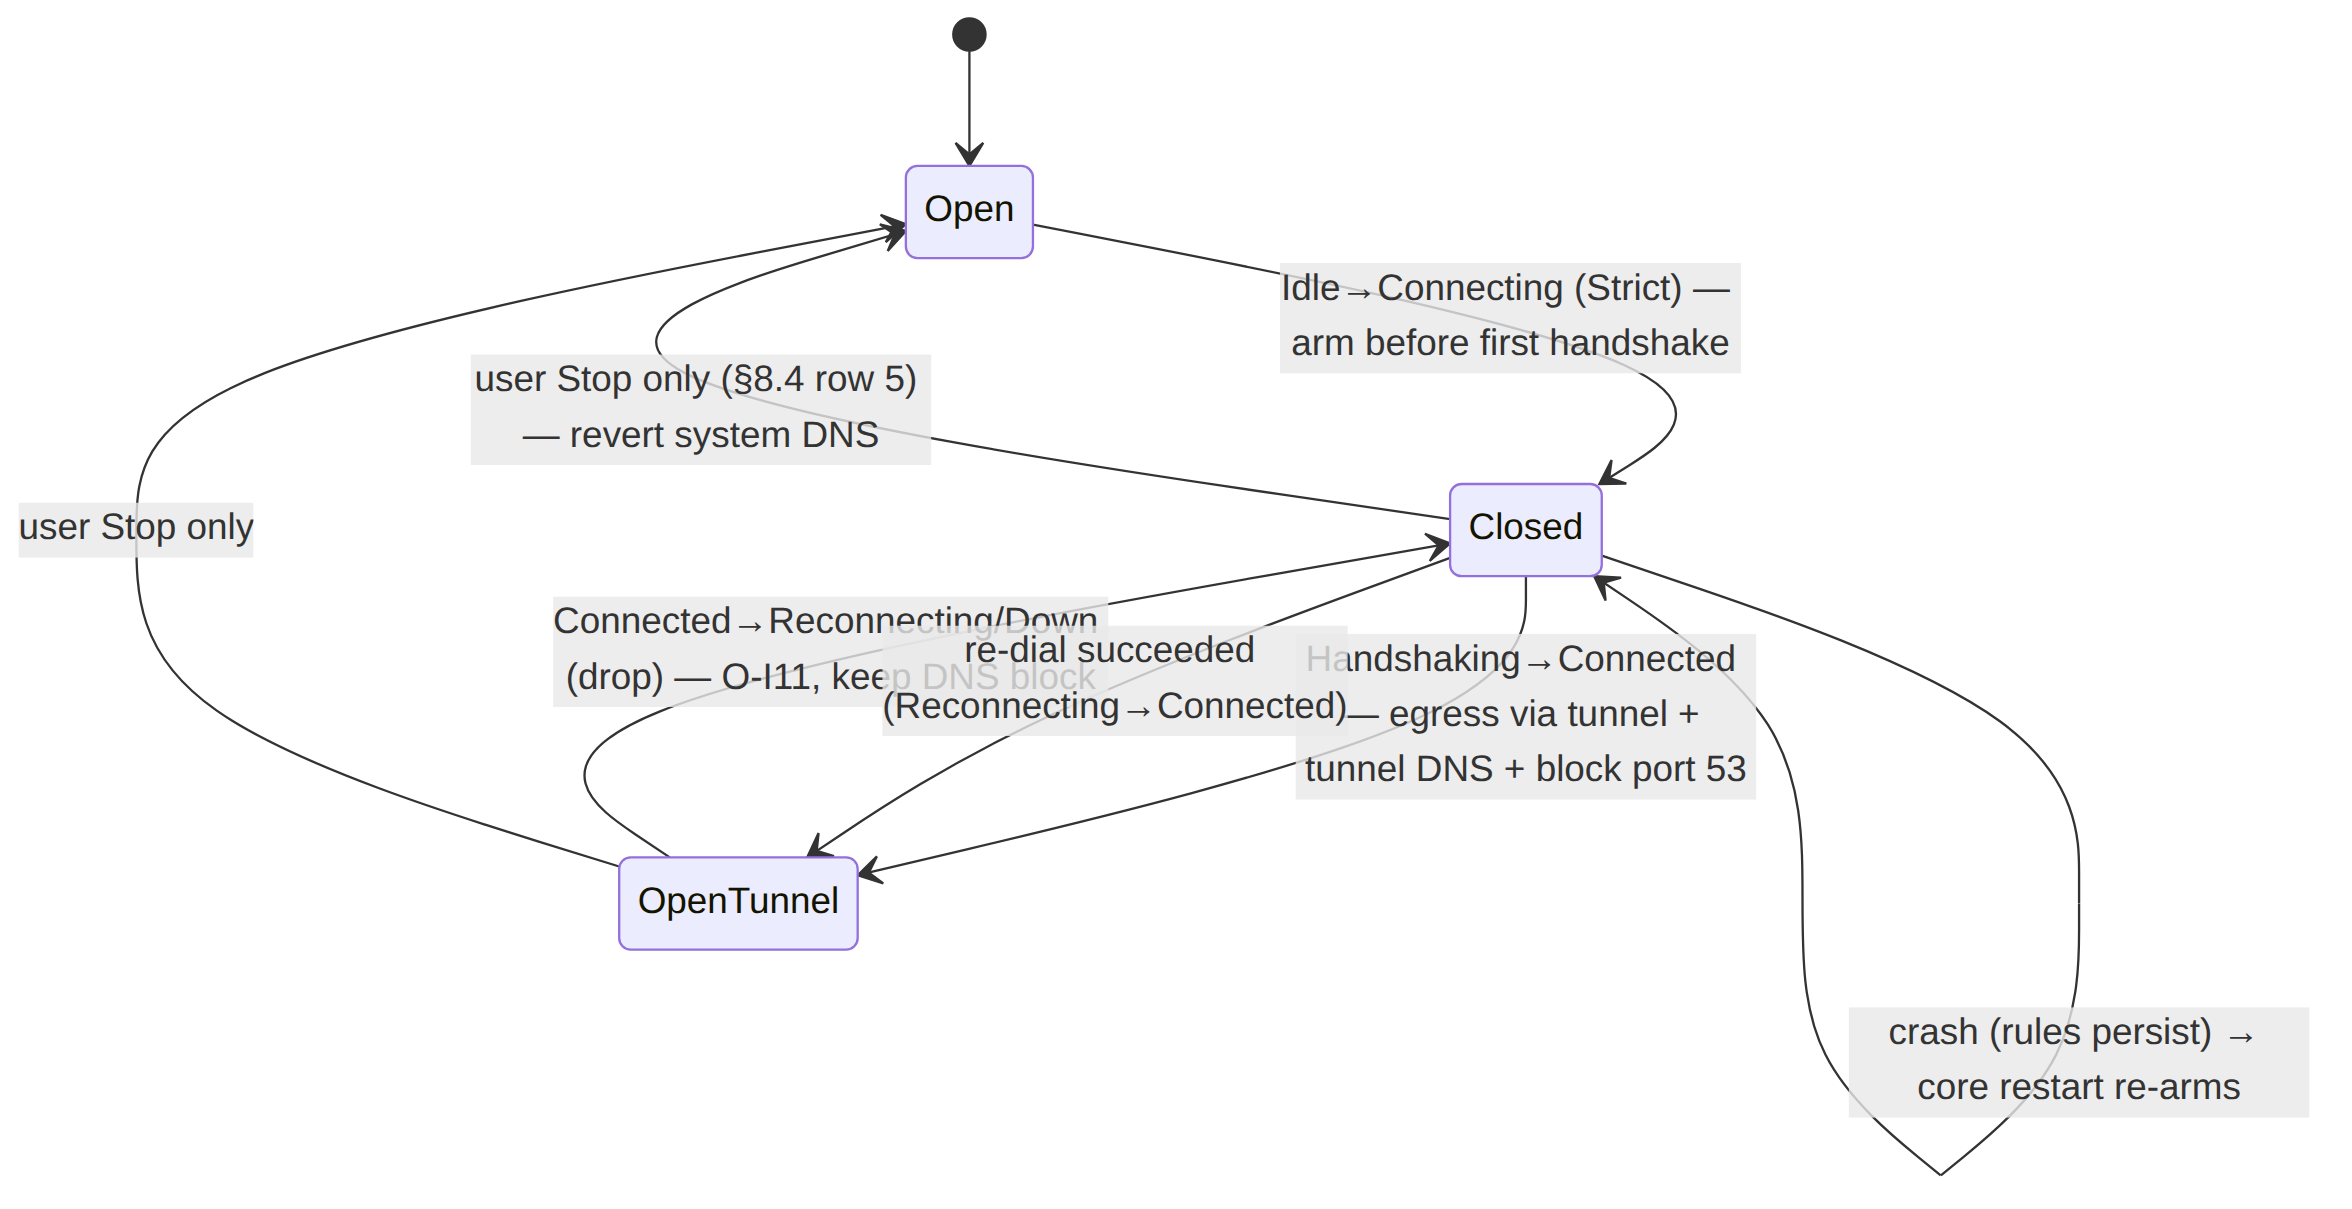 Open
Idle→Connecting (Strict) —
arm before first handshake
user Stop only (§8.4 row 5)
— revert system DNS
user Stop only
Closed
Connected→Reconnecting/Down
(drop) — O-I11, keep DNS block
re-dial succeeded
(Reconnecting→Connected)
Handshaking→Connected
— egress via tunnel +
tunnel DNS + block port 53
OpenTunnel
crash (rules persist) →
core restart re-arms